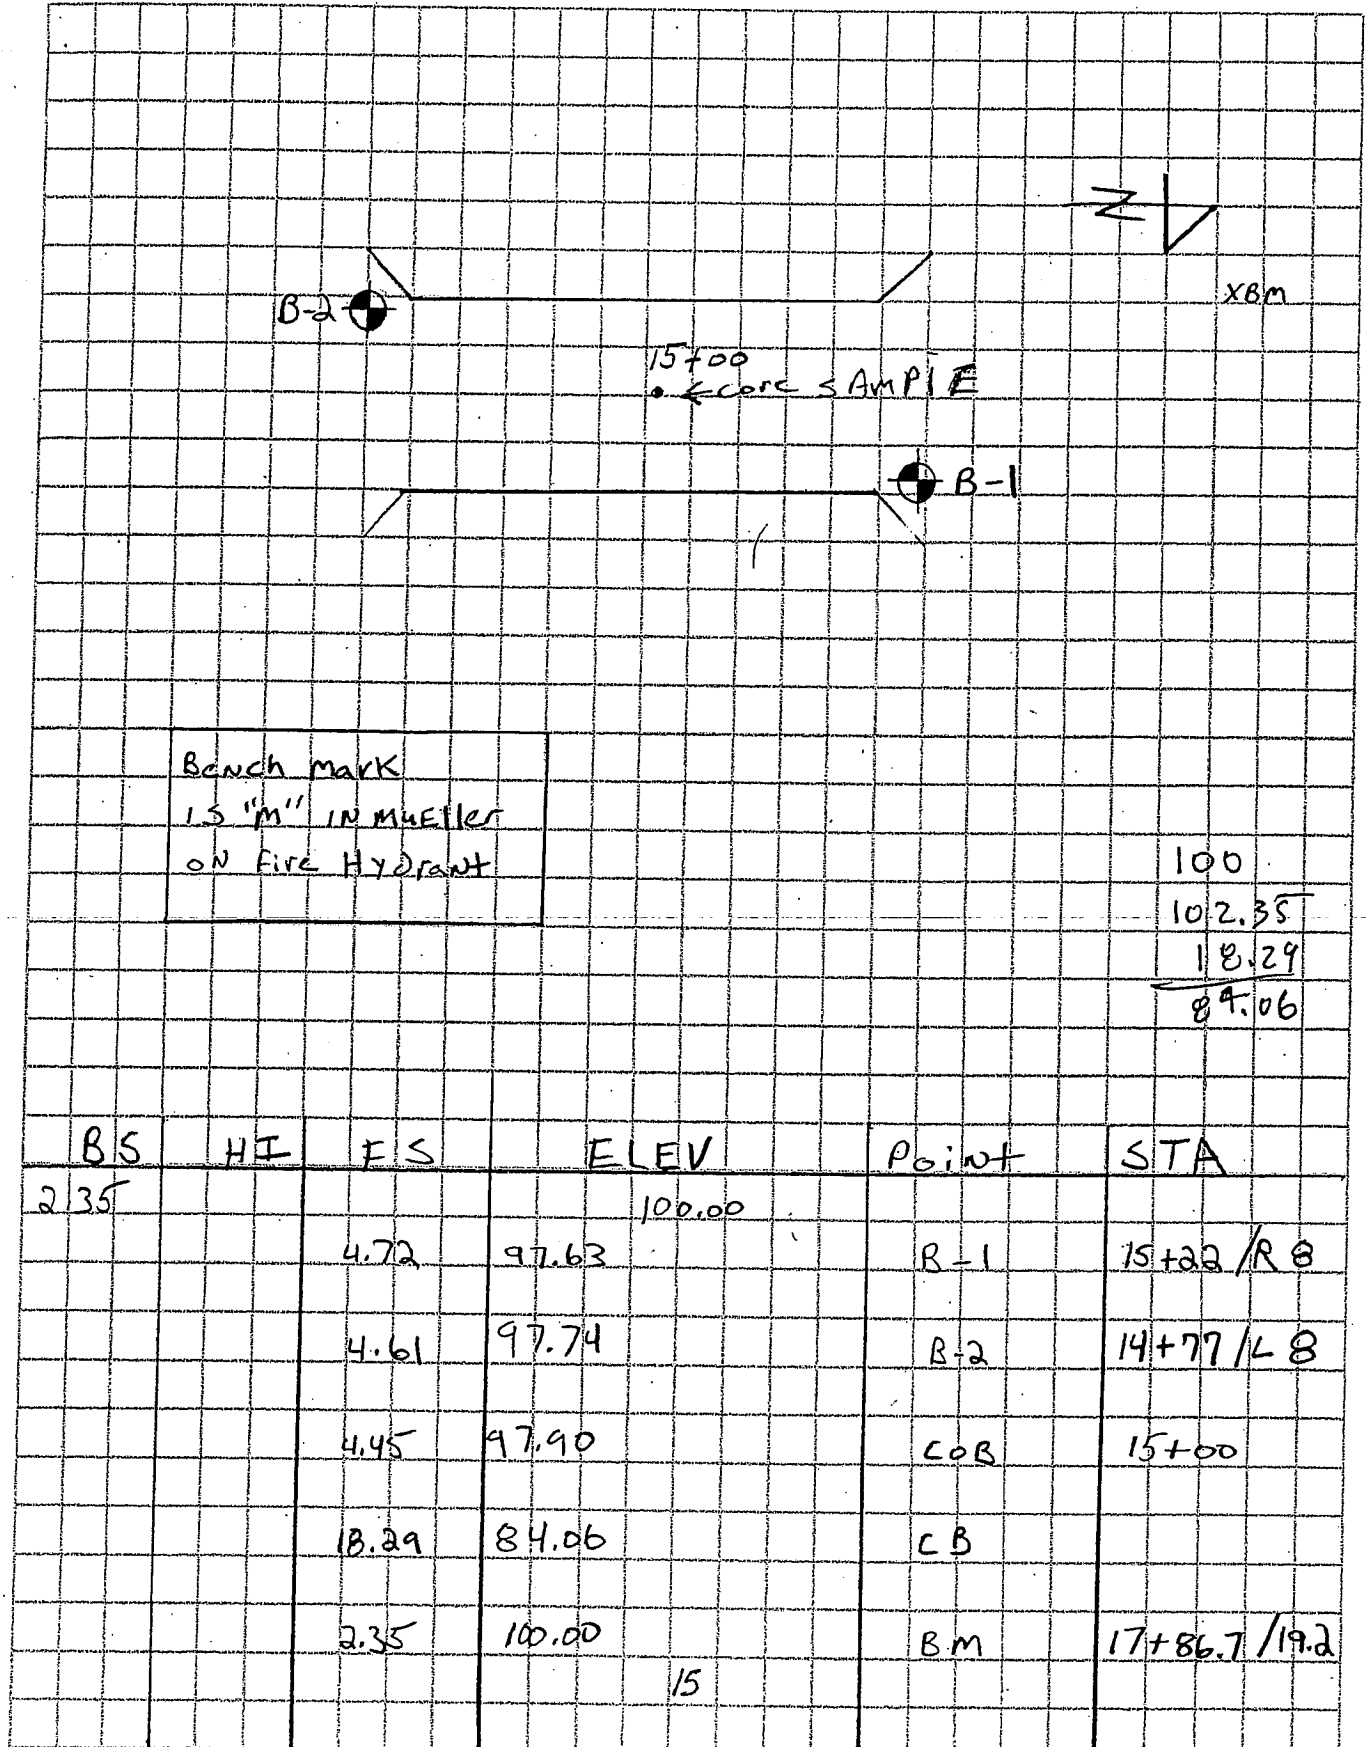 N
XBM
B-2
15+00
• ← core SAMPlE
B-1
Bench mark
is "m" in Mueller
on Fire Hydrant
100
102.35
18.29
84.06
BS HI FS ELEV Point STA
2.35 100.00
4.72 97.63 B-1 15+22 /R 8
4.61 97.74 B-2 14+77 /L 8
4.45 97.90 COB 15+00
18.29 84.06 CB
2.35 100.00 BM 17+86.7 /19.2
15